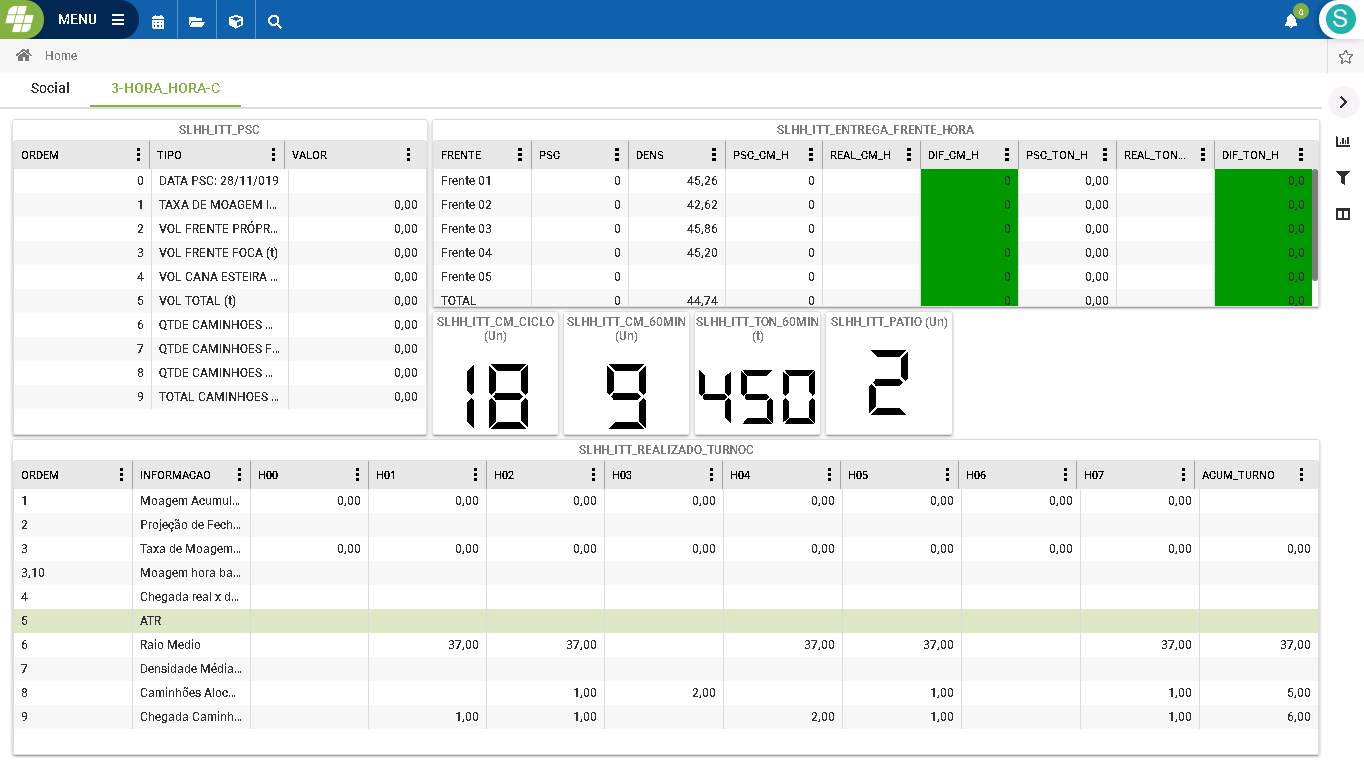 MENU
0
S
Home
Social 3-HORA_HORA-C
SLHH_ITT_PSC
ORDEM TIPO VALOR
0 DATA PSC: 28/11/019
1 TAXA DE MOAGEM I... 0,00
2 VOL FRENTE PRÓPR... 0,00
3 VOL FRENTE FOCA (t) 0,00
4 VOL CANA ESTEIRA ... 0,00
5 VOL TOTAL (t) 0,00
6 QTDE CAMINHOES ... 0,00
7 QTDE CAMINHOES F... 0,00
8 QTDE CAMINHOES ... 0,00
9 TOTAL CAMINHOES ... 0,00
SLHH_ITT_ENTREGA_FRENTE_HORA
FRENTE PSC DENS PSC_CM_H REAL_CM_H DIF_CM_H PSC_TON_H REAL_TON... DIF_TON_H
Frente 01 0 45,26 0 0 0,00 0,0
Frente 02 0 42,62 0 0 0,00 0,0
Frente 03 0 45,86 0 0 0,00 0,0
Frente 04 0 45,20 0 0 0,00 0,0
Frente 05 0 0 0,00 0,0
TOTAL 0 44,74 0 0 0,00 0,0
SLHH_ITT_CM_CICLO
(Un)
18
SLHH_ITT_CM_60MIN
(Un)
9
SLHH_ITT_TON_60MIN
(t)
450
SLHH_ITT_PATIO (Un)
2
SLHH_ITT_REALIZADO_TURNOC
ORDEM INFORMACAO H00 H01 H02 H03 H04 H05 H06 H07 ACUM_TURNO
1 Moagem Acumul... 0,00 0,00 0,00 0,00 0,00 0,00 0,00 0,00
2 Projeção de Fech...
3 Taxa de Moagem... 0,00 0,00 0,00 0,00 0,00 0,00 0,00 0,00 0,00
3,10 Moagem hora ba...
4 Chegada real x d...
5 ATR
6 Raio Medio 37,00 37,00 37,00 37,00 37,00 37,00
7 Densidade Média...
8 Caminhões Aloc... 1,00 2,00 1,00 1,00 5,00
9 Chegada Caminh... 1,00 1,00 2,00 1,00 1,00 6,00